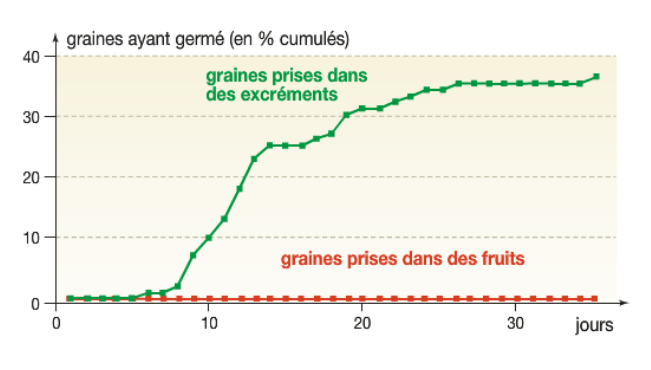 graines ayant germé (en % cumulés)
40
graines prises dans
des excréments
30
20
10
graines prises dans des fruits
0
0 10 20 30 jours